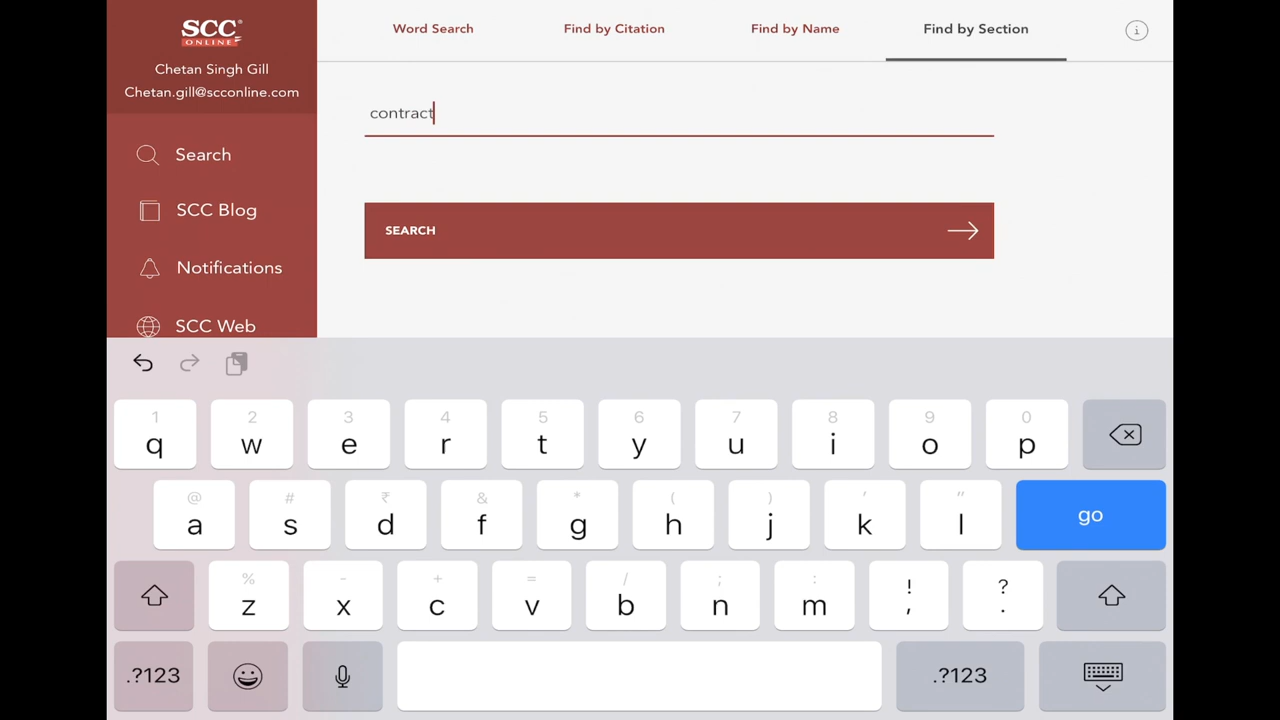 SCC
ONLINE
Chetan Singh Gill
Chetan.gill@scconline.com
Search
SCC Blog
Notifications
SCC Web
Word Search
Find by Citation
Find by Name
Find by Section
i
contract
SEARCH
1 2 3 4 5 6 7 8 9 0
q w e r t y u i o p
@ # ₹ & * ( ) ' "
a s d f g h j k l go
% - + = / ; : ! ?
z x c v b n m , .
.?123 .?123